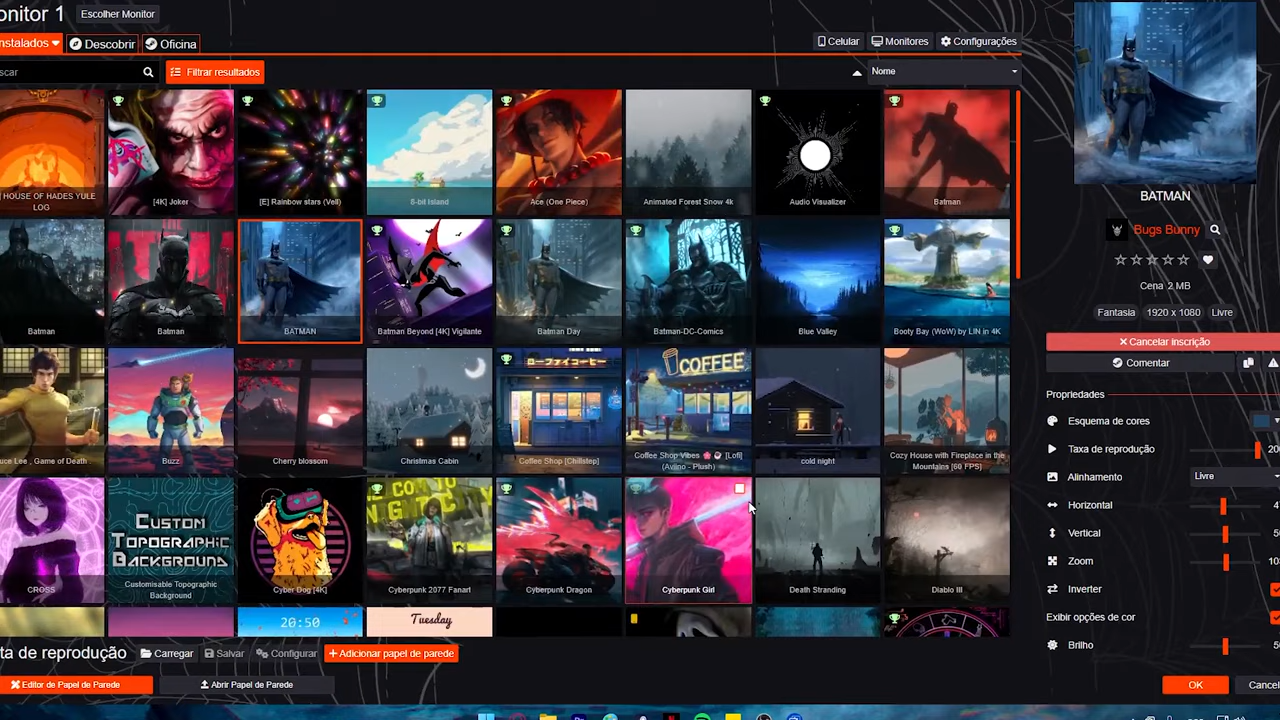 onitor 1
Escolher Monitor
nstalados
Descobrir
Oficina
Celular
Monitores
Configurações
scar
Filtrar resultados
Nome
HOUSE OF HADES YULE
LOG
[4K] Joker
[E] Rainbow stars (Vell)
8-bit Island
Ace (One Piece)
Animated Forest Snow 4k
Audio Visualizer
Batman
Batman
Batman
BATMAN
Batman Beyond [4K] Vigilante
Batman Day
Batman-DC-Comics
Blue Valley
Booty Bay (WoW) by LIN in 4K
COFFEE
uce Lee , Game of Death
Buzz
Cherry blossom
Christmas Cabin
Coffee Shop [Chillstep]
Coffee Shop Vibes 🌸 ☕ [Lofi]
(Aviino - Plush)
cold night
Cozy House with Fireplace in the
Mountains [60 FPS]
CUSTOM
TOPOGRAPHIC
BACKGROUND
CROSS
Customisable Topographic
Background
Cyber Dog [4K]
Cyberpunk 2077 Fanart
Cyberpunk Dragon
Cyberpunk Girl
Death Stranding
Diablo III
20:50
Tuesday
ta de reprodução
Carregar
Salvar
Configurar
+ Adicionar papel de parede
Editor de Papel de Parede
Abrir Papel de Parede
BATMAN
Bugs Bunny
Cena 2 MB
Fantasia
1920 x 1080
Livre
Cancelar inscrição
Comentar
Propriedades
Esquema de cores
Taxa de reprodução
20
Alinhamento
Livre
Horizontal
4
Vertical
5
Zoom
10
Inverter
Exibir opções de cor
Brilho
5
OK
Cancel